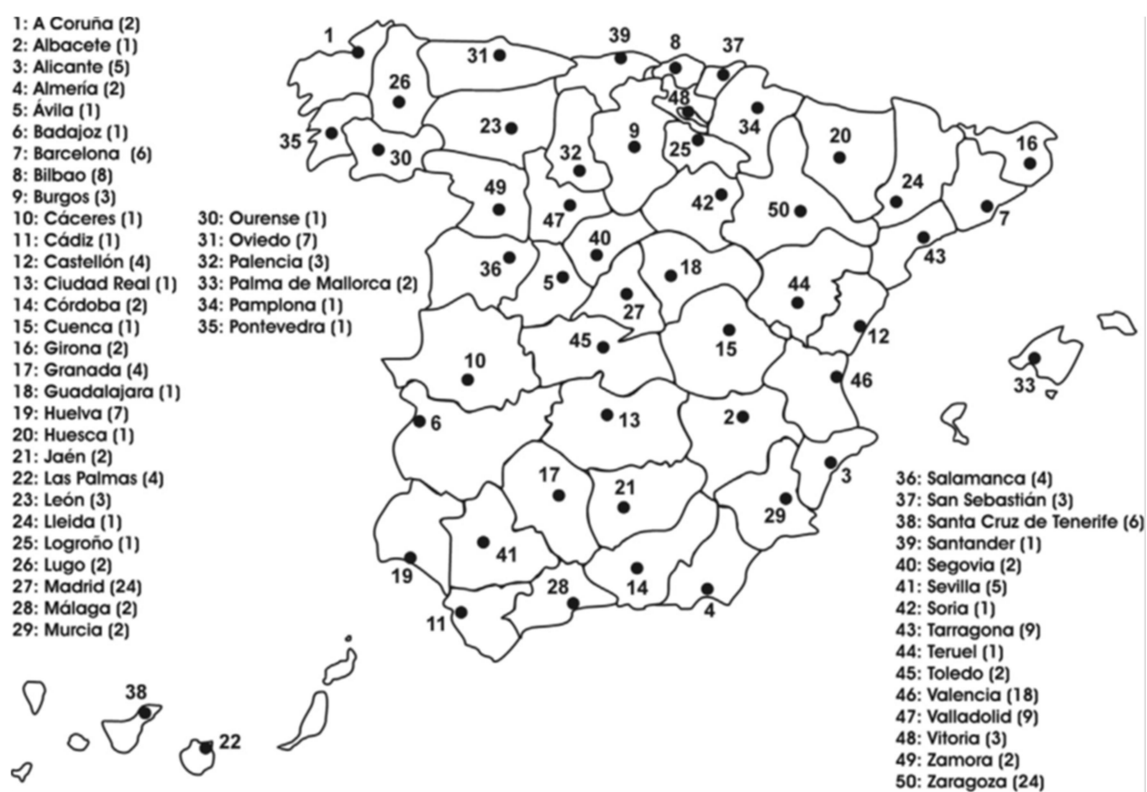 1: A Coruña (2)
2: Albacete (1)
3: Alicante (5)
4: Almería (2)
5: Ávila (1)
6: Badajoz (1)
7: Barcelona (6)
8: Bilbao (8)
9: Burgos (3)
10: Cáceres (1)
11: Cádiz (1)
12: Castellón (4)
13: Ciudad Real (1)
14: Córdoba (2)
15: Cuenca (1)
16: Girona (2)
17: Granada (4)
18: Guadalajara (1)
19: Huelva (7)
20: Huesca (1)
21: Jaén (2)
22: Las Palmas (4)
23: León (3)
24: Lleida (1)
25: Logroño (1)
26: Lugo (2)
27: Madrid (24)
28: Málaga (2)
29: Murcia (2)
30: Ourense (1)
31: Oviedo (7)
32: Palencia (3)
33: Palma de Mallorca (2)
34: Pamplona (1)
35: Pontevedra (1)
36: Salamanca (4)
37: San Sebastián (3)
38: Santa Cruz de Tenerife (6)
39: Santander (1)
40: Segovia (2)
41: Sevilla (5)
42: Soria (1)
43: Tarragona (9)
44: Teruel (1)
45: Toledo (2)
46: Valencia (18)
47: Valladolid (9)
48: Vitoria (3)
49: Zamora (2)
50: Zaragoza (24)
1
31
39
8
37
26
48
34
35
30
23
32
9
25
20
24
16
49
47
42
50
7
36
40
5
18
27
44
43
12
45
15
10
33
46
6
13
2
3
17
21
29
41
19
28
14
4
11
38
22